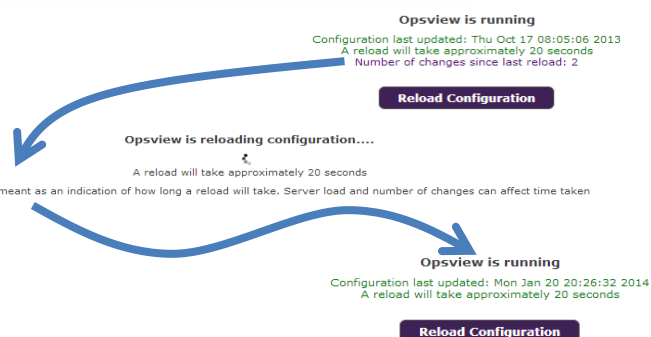 Opsview is running
Configuration last updated: Thu Oct 17 08:05:06 2013
A reload will take approximately 20 seconds
Number of changes since last reload: 2
Reload Configuration
Opsview is reloading configuration....
A reload will take approximately 20 seconds
meant as an indication of how long a reload will take. Server load and number of changes can affect time taken
Opsview is running
Configuration last updated: Mon Jan 20 20:26:32 2014
A reload will take approximately 20 seconds
Reload Configuration